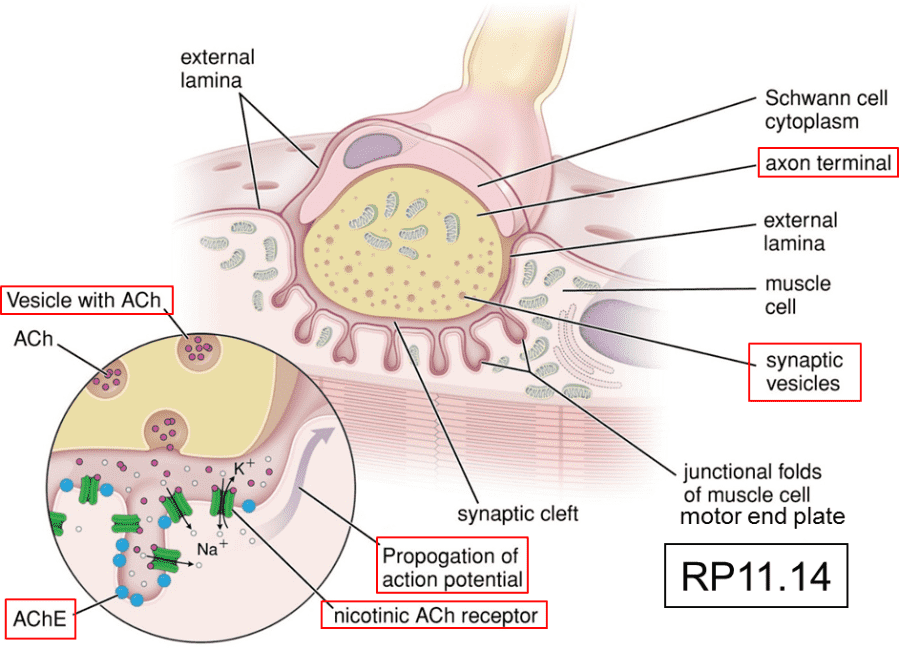 external
lamina
Schwann cell
cytoplasm
axon terminal
external
lamina
muscle
cell
Vesicle with ACh
ACh
synaptic
vesicles
K+
Na+
synaptic cleft
junctional folds
of muscle cell
motor end plate
Propogation of
action potential
nicotinic ACh receptor
AChE
RP11.14